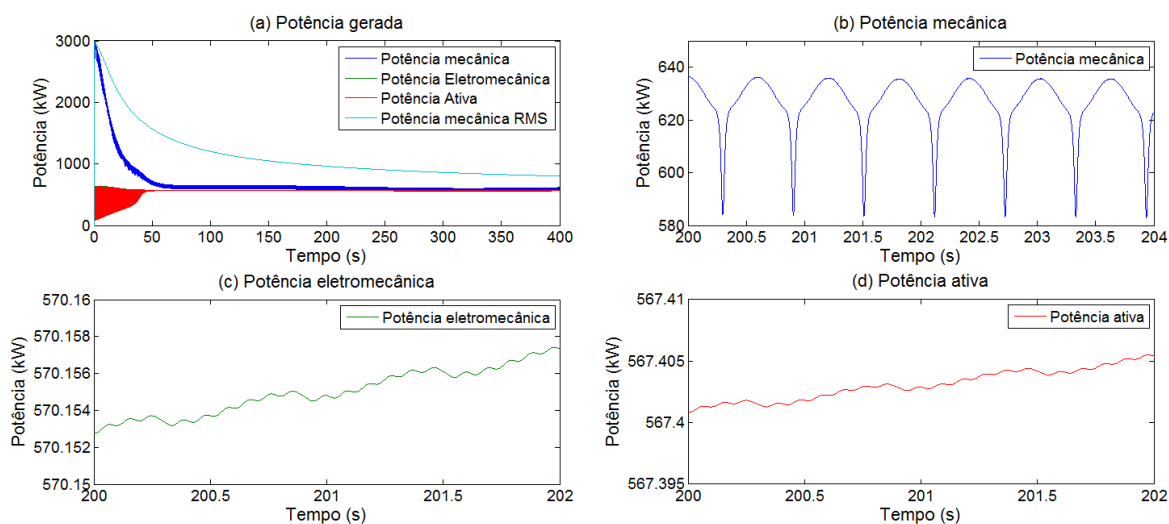 (a) Potência gerada
3000
2000
1000
0
Potência (kW)
Potência mecânica
Potência Eletromecânica
Potência Ativa
Potência mecânica RMS
0 50 100 150 200 250 300 350 400
Tempo (s)
(b) Potência mecânica
640
620
600
580
Potência (kW)
Potência mecânica
200 200.5 201 201.5 202 202.5 203 203.5 204
Tempo (s)
(c) Potência eletromecânica
570.16
570.158
570.156
570.154
570.152
570.15
Potência (kW)
Potência eletromecânica
200 200.5 201 201.5 202
Tempo (s)
(d) Potência ativa
567.41
567.405
567.4
567.395
Potência (kW)
Potência ativa
200 200.5 201 201.5 202
Tempo (s)